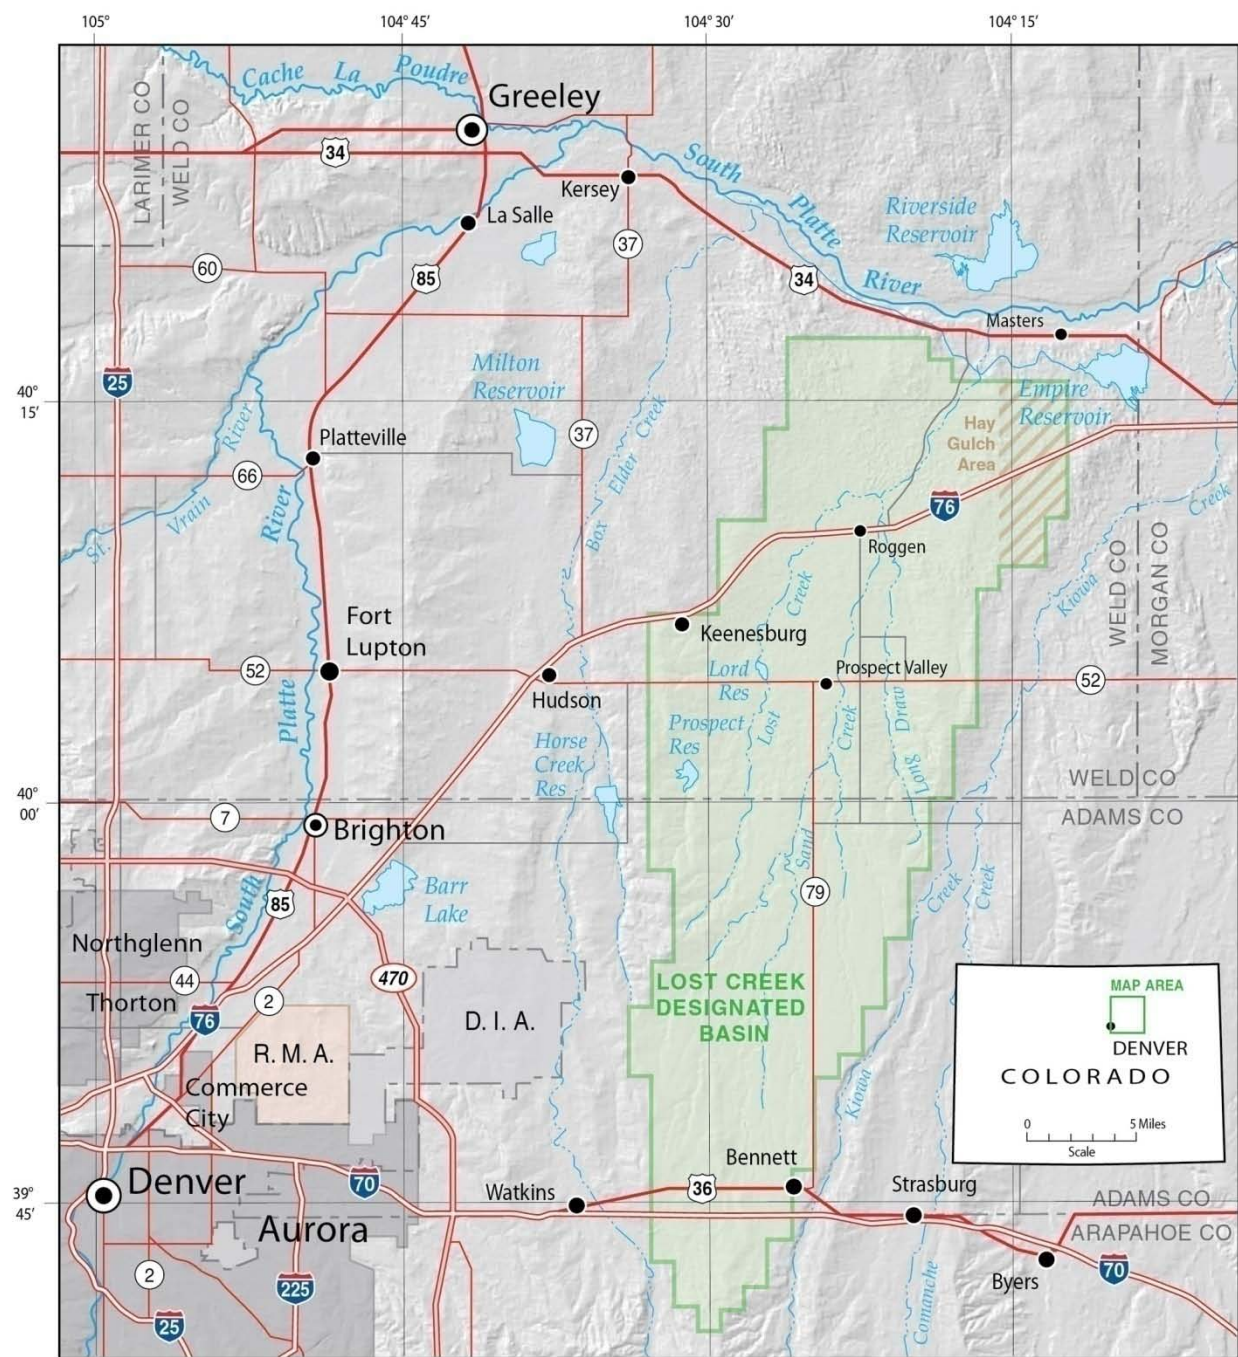 105°
104° 45'
104° 30'
104° 15'
Cache La Poudre
Greeley
LARIMER CO
WELD CO
34
South Platte River
Kersey
La Salle
Riverside
Reservoir
37
60
85
34
Masters
25
Milton
Reservoir
40°
15'
Empire
Reservoir
Hay
Gulch
Area
37
Platteville
66
Box Elder Creek
St. Vrain River
76
Creek
Roggen
Kiowa
WELD CO
MORGAN CO
Fort
Lupton
Creek
Keenesburg
52
Lord
Res
Prospect Valley
52
Hudson
Prospect
Res
Lost
Creek
Draw
Long
Horse
Creek
Res
River
Platte
South
WELD CO
ADAMS CO
40°
00'
7
Brighton
Sand
Creek
Creek
Barr
Lake
79
85
Northglenn
44
470
LOST CREEK
DESIGNATED
BASIN
Thorton
2
76
D. I. A.
R. M. A.
MAP AREA
DENVER
COLORADO
0
5 Miles
Scale
Commerce
City
Kiowa
Bennett
Denver
70
Watkins
36
Strasburg
39°
45'
ADAMS CO
ARAPAHOE CO
Aurora
2
225
Byers
70
Comanche
25